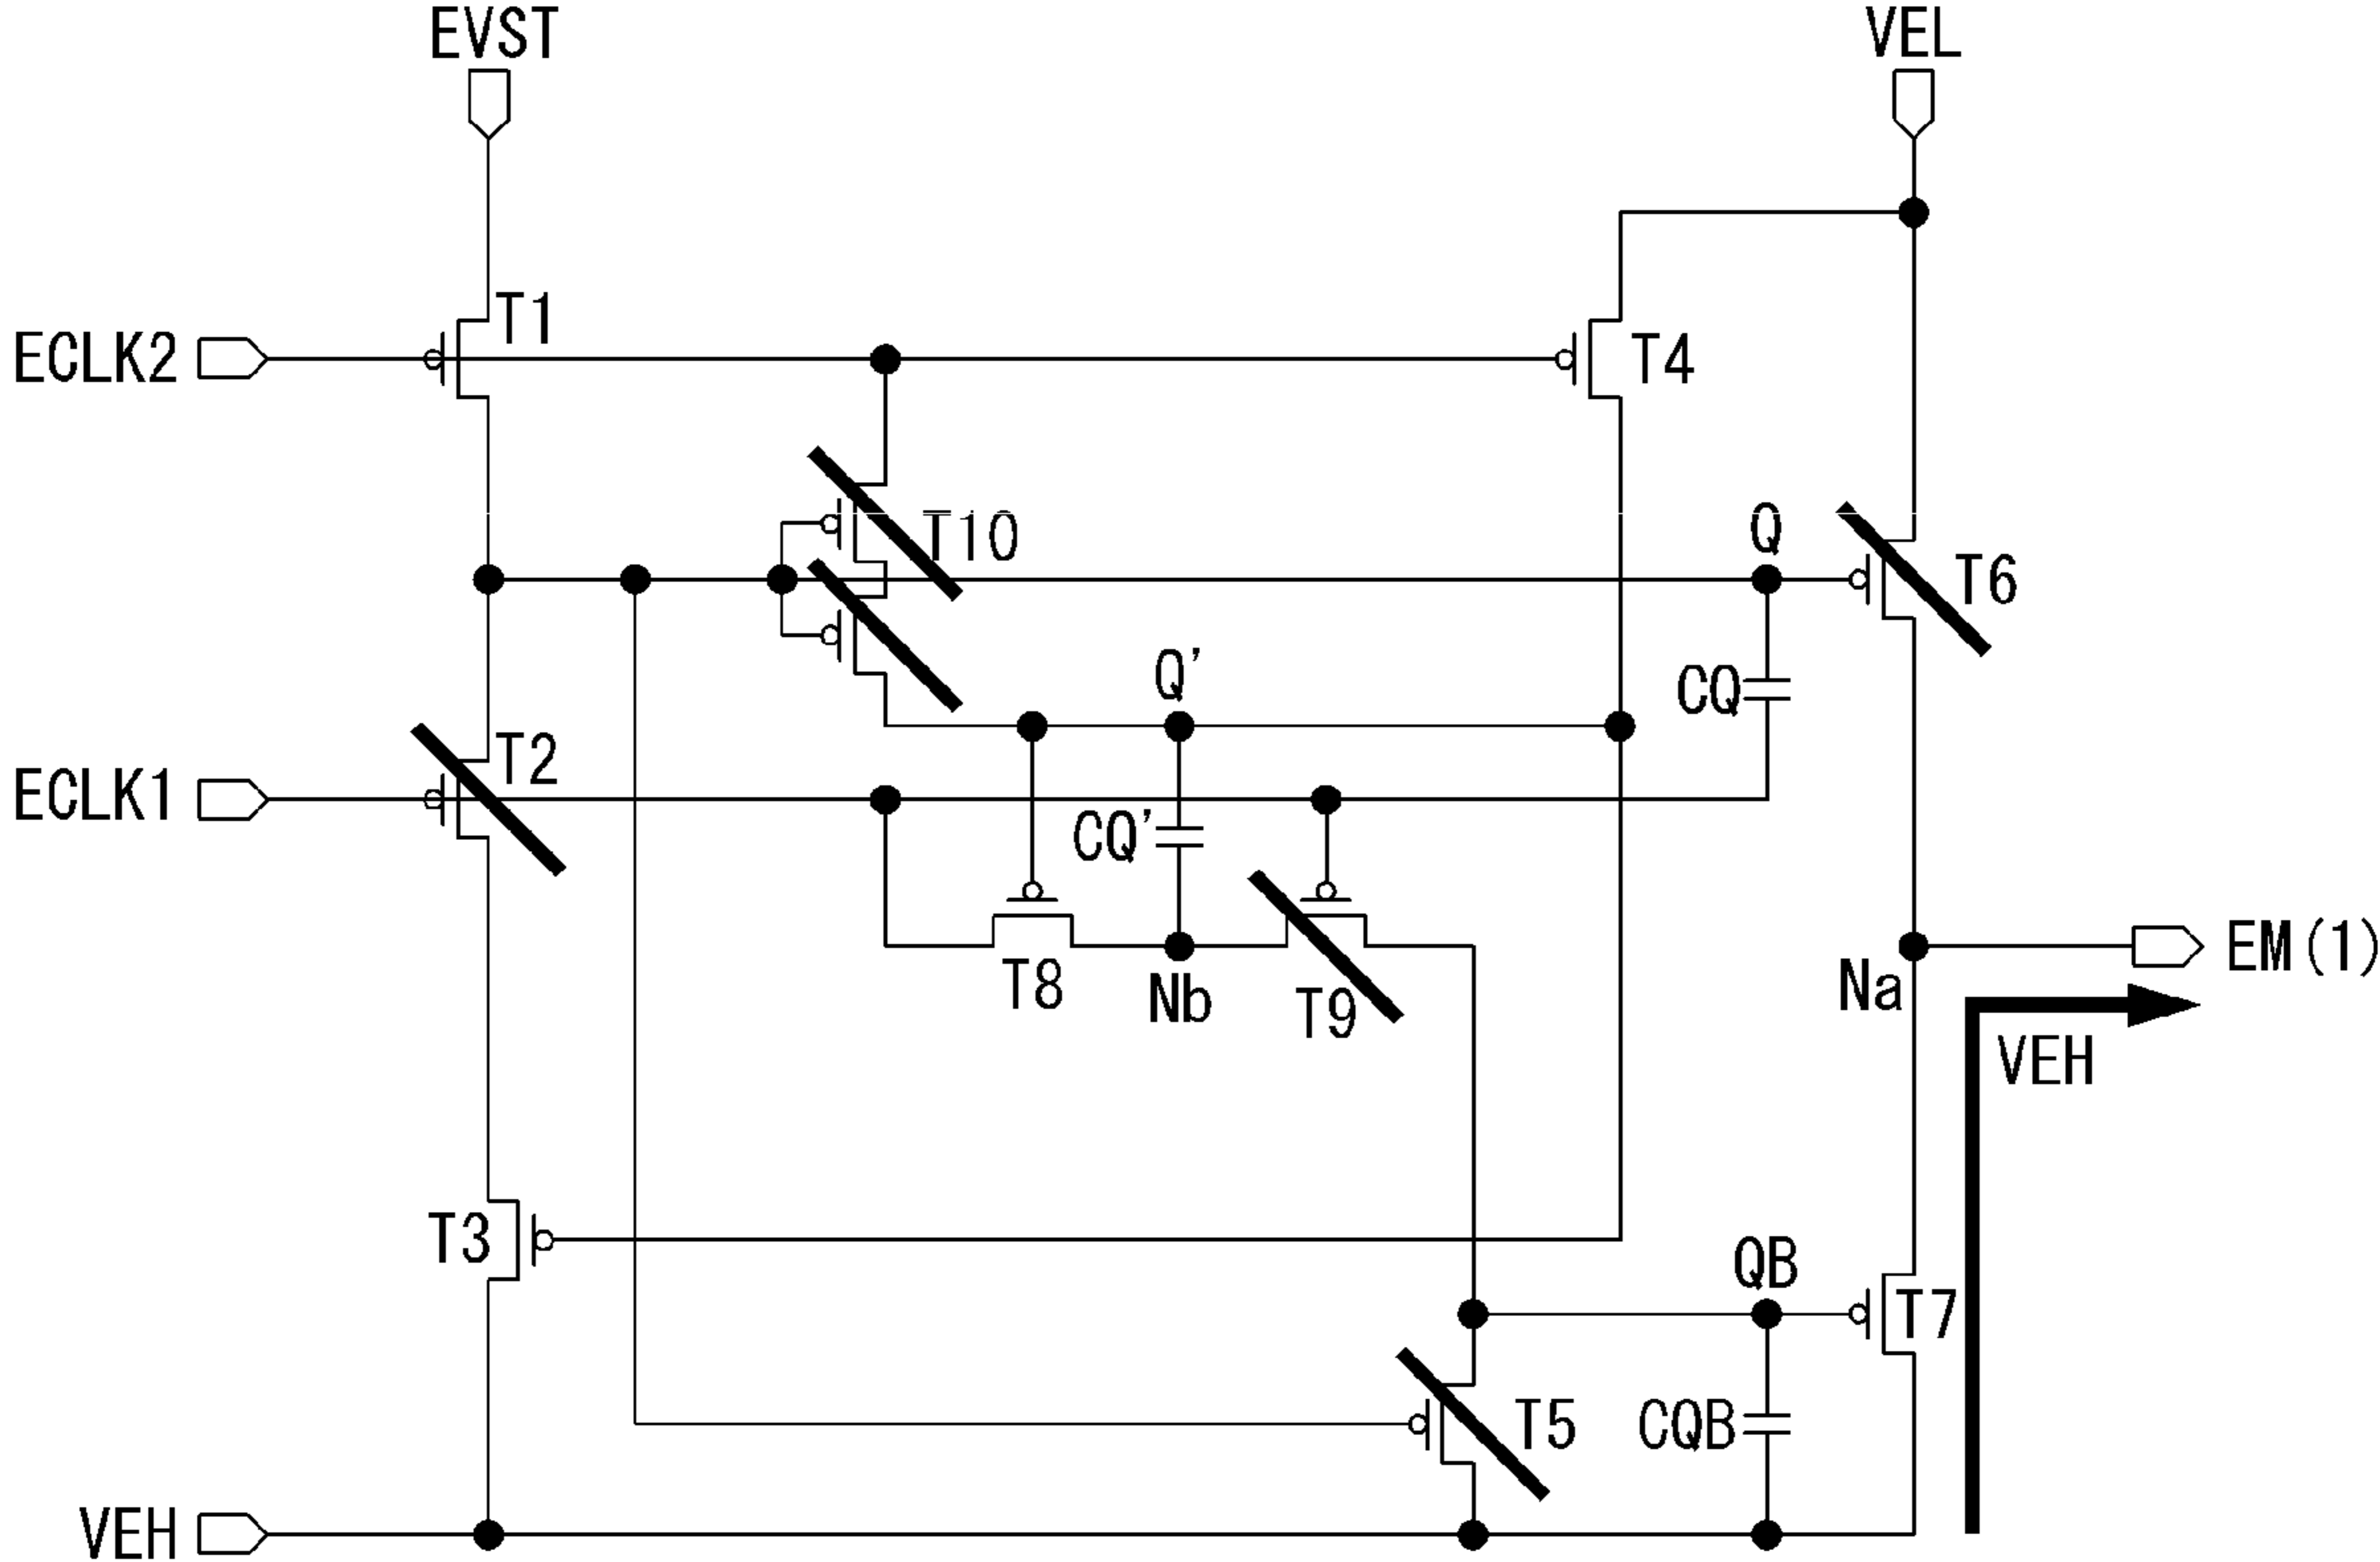 EVST
VEL
T1
ECLK2
T4
T10
Q
T6
Q'
CQ
T2
ECLK1
CQ'
EM(1)
T8
Nb
T9
Na
VEH
T3
QB
T7
T5
CQB
VEH